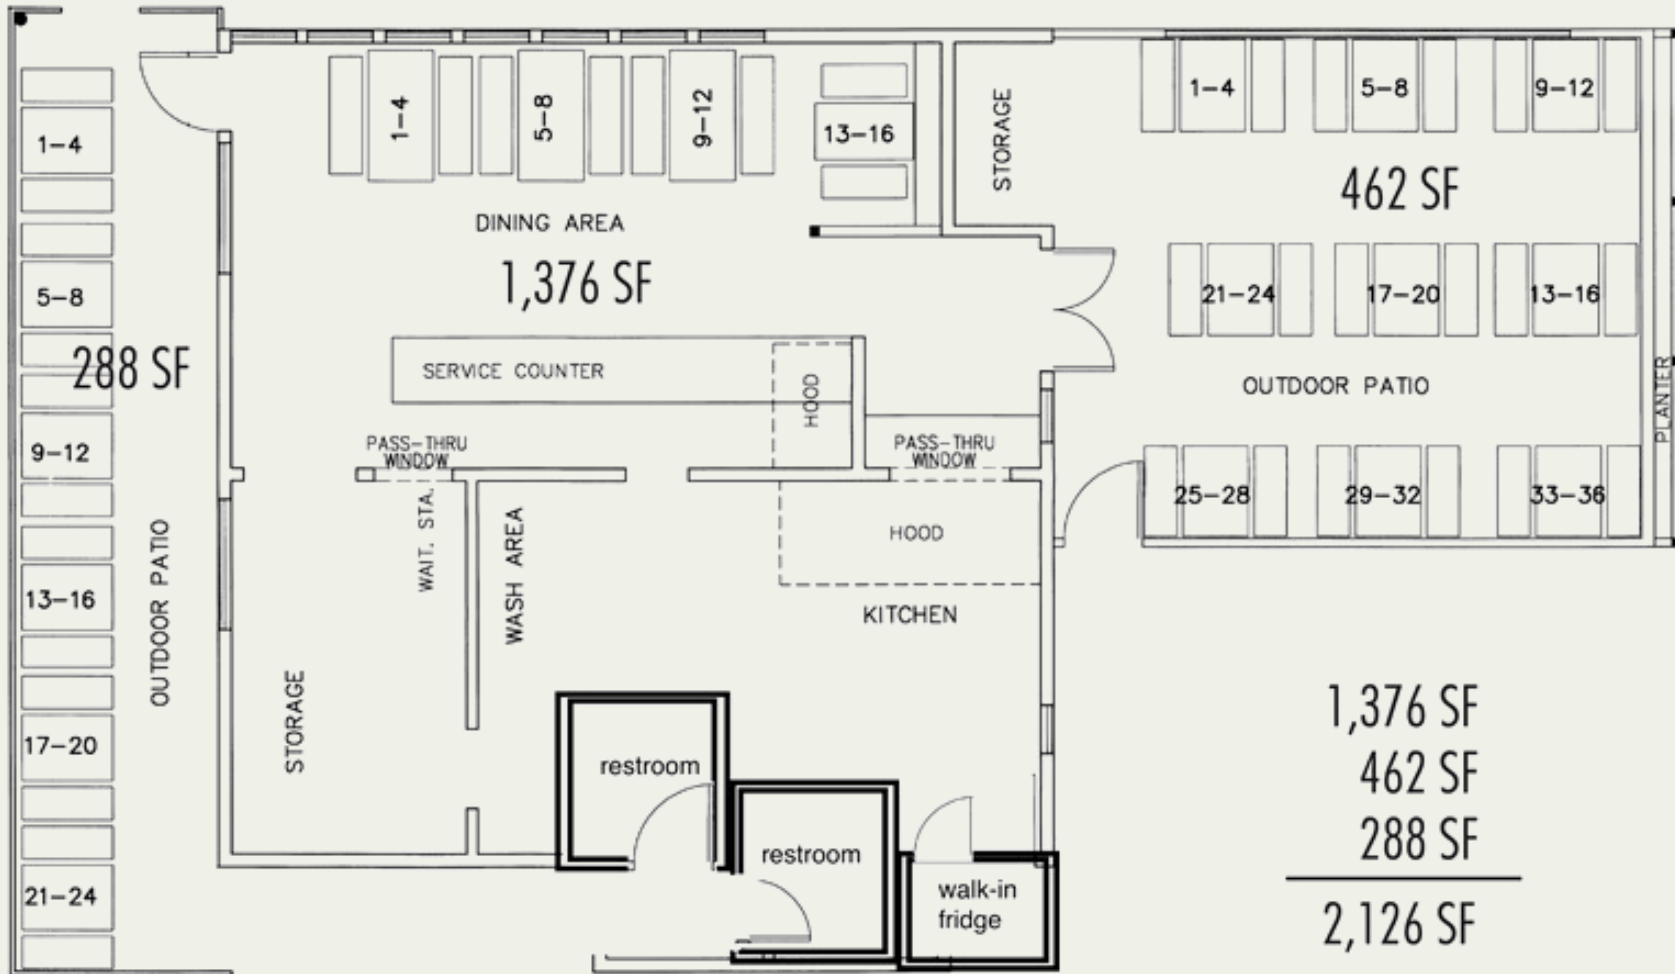 1-4
5-8
288 SF
9-12
13-16
17-20
21-24
OUTDOOR PATIO
1-4
5-8
9-12
13-16
DINING AREA
1,376 SF
SERVICE COUNTER
HOOD
PASS-THRU
WINDOW
PASS-THRU
WINDOW
WAIT. STA.
WASH AREA
HOOD
KITCHEN
STORAGE
restroom
restroom
walk-in
fridge
STORAGE
1-4
5-8
9-12
462 SF
21-24
17-20
13-16
OUTDOOR PATIO
PLANTER
25-28
29-32
33-36
1,376 SF
462 SF
288 SF
2,126 SF